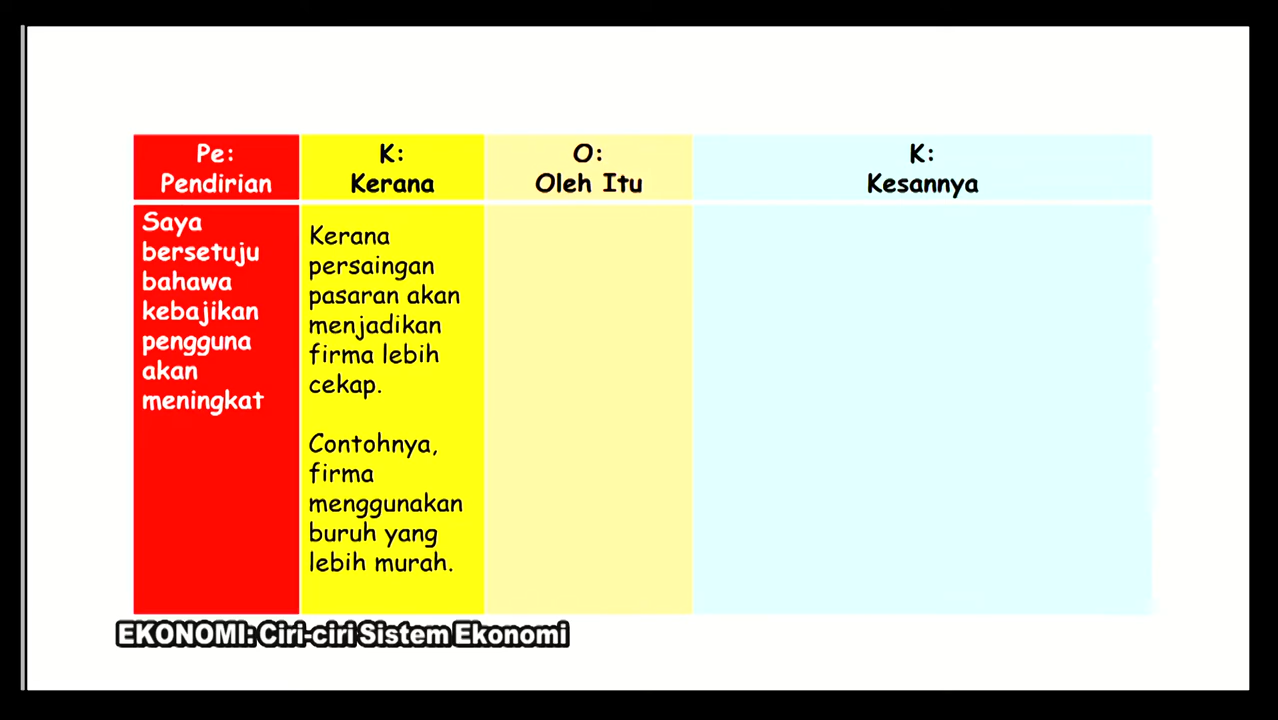 Pe:
Pendirian
K:
Kerana
O:
Oleh Itu
K:
Kesannya
Saya
bersetuju
bahawa
kebajikan
pengguna
akan
meningkat
Kerana
persaingan
pasaran akan
menjadikan
firma lebih
cekap.
Contohnya,
firma
menggunakan
buruh yang
lebih murah.
EKONOMI: Ciri-ciri Sistem Ekonomi